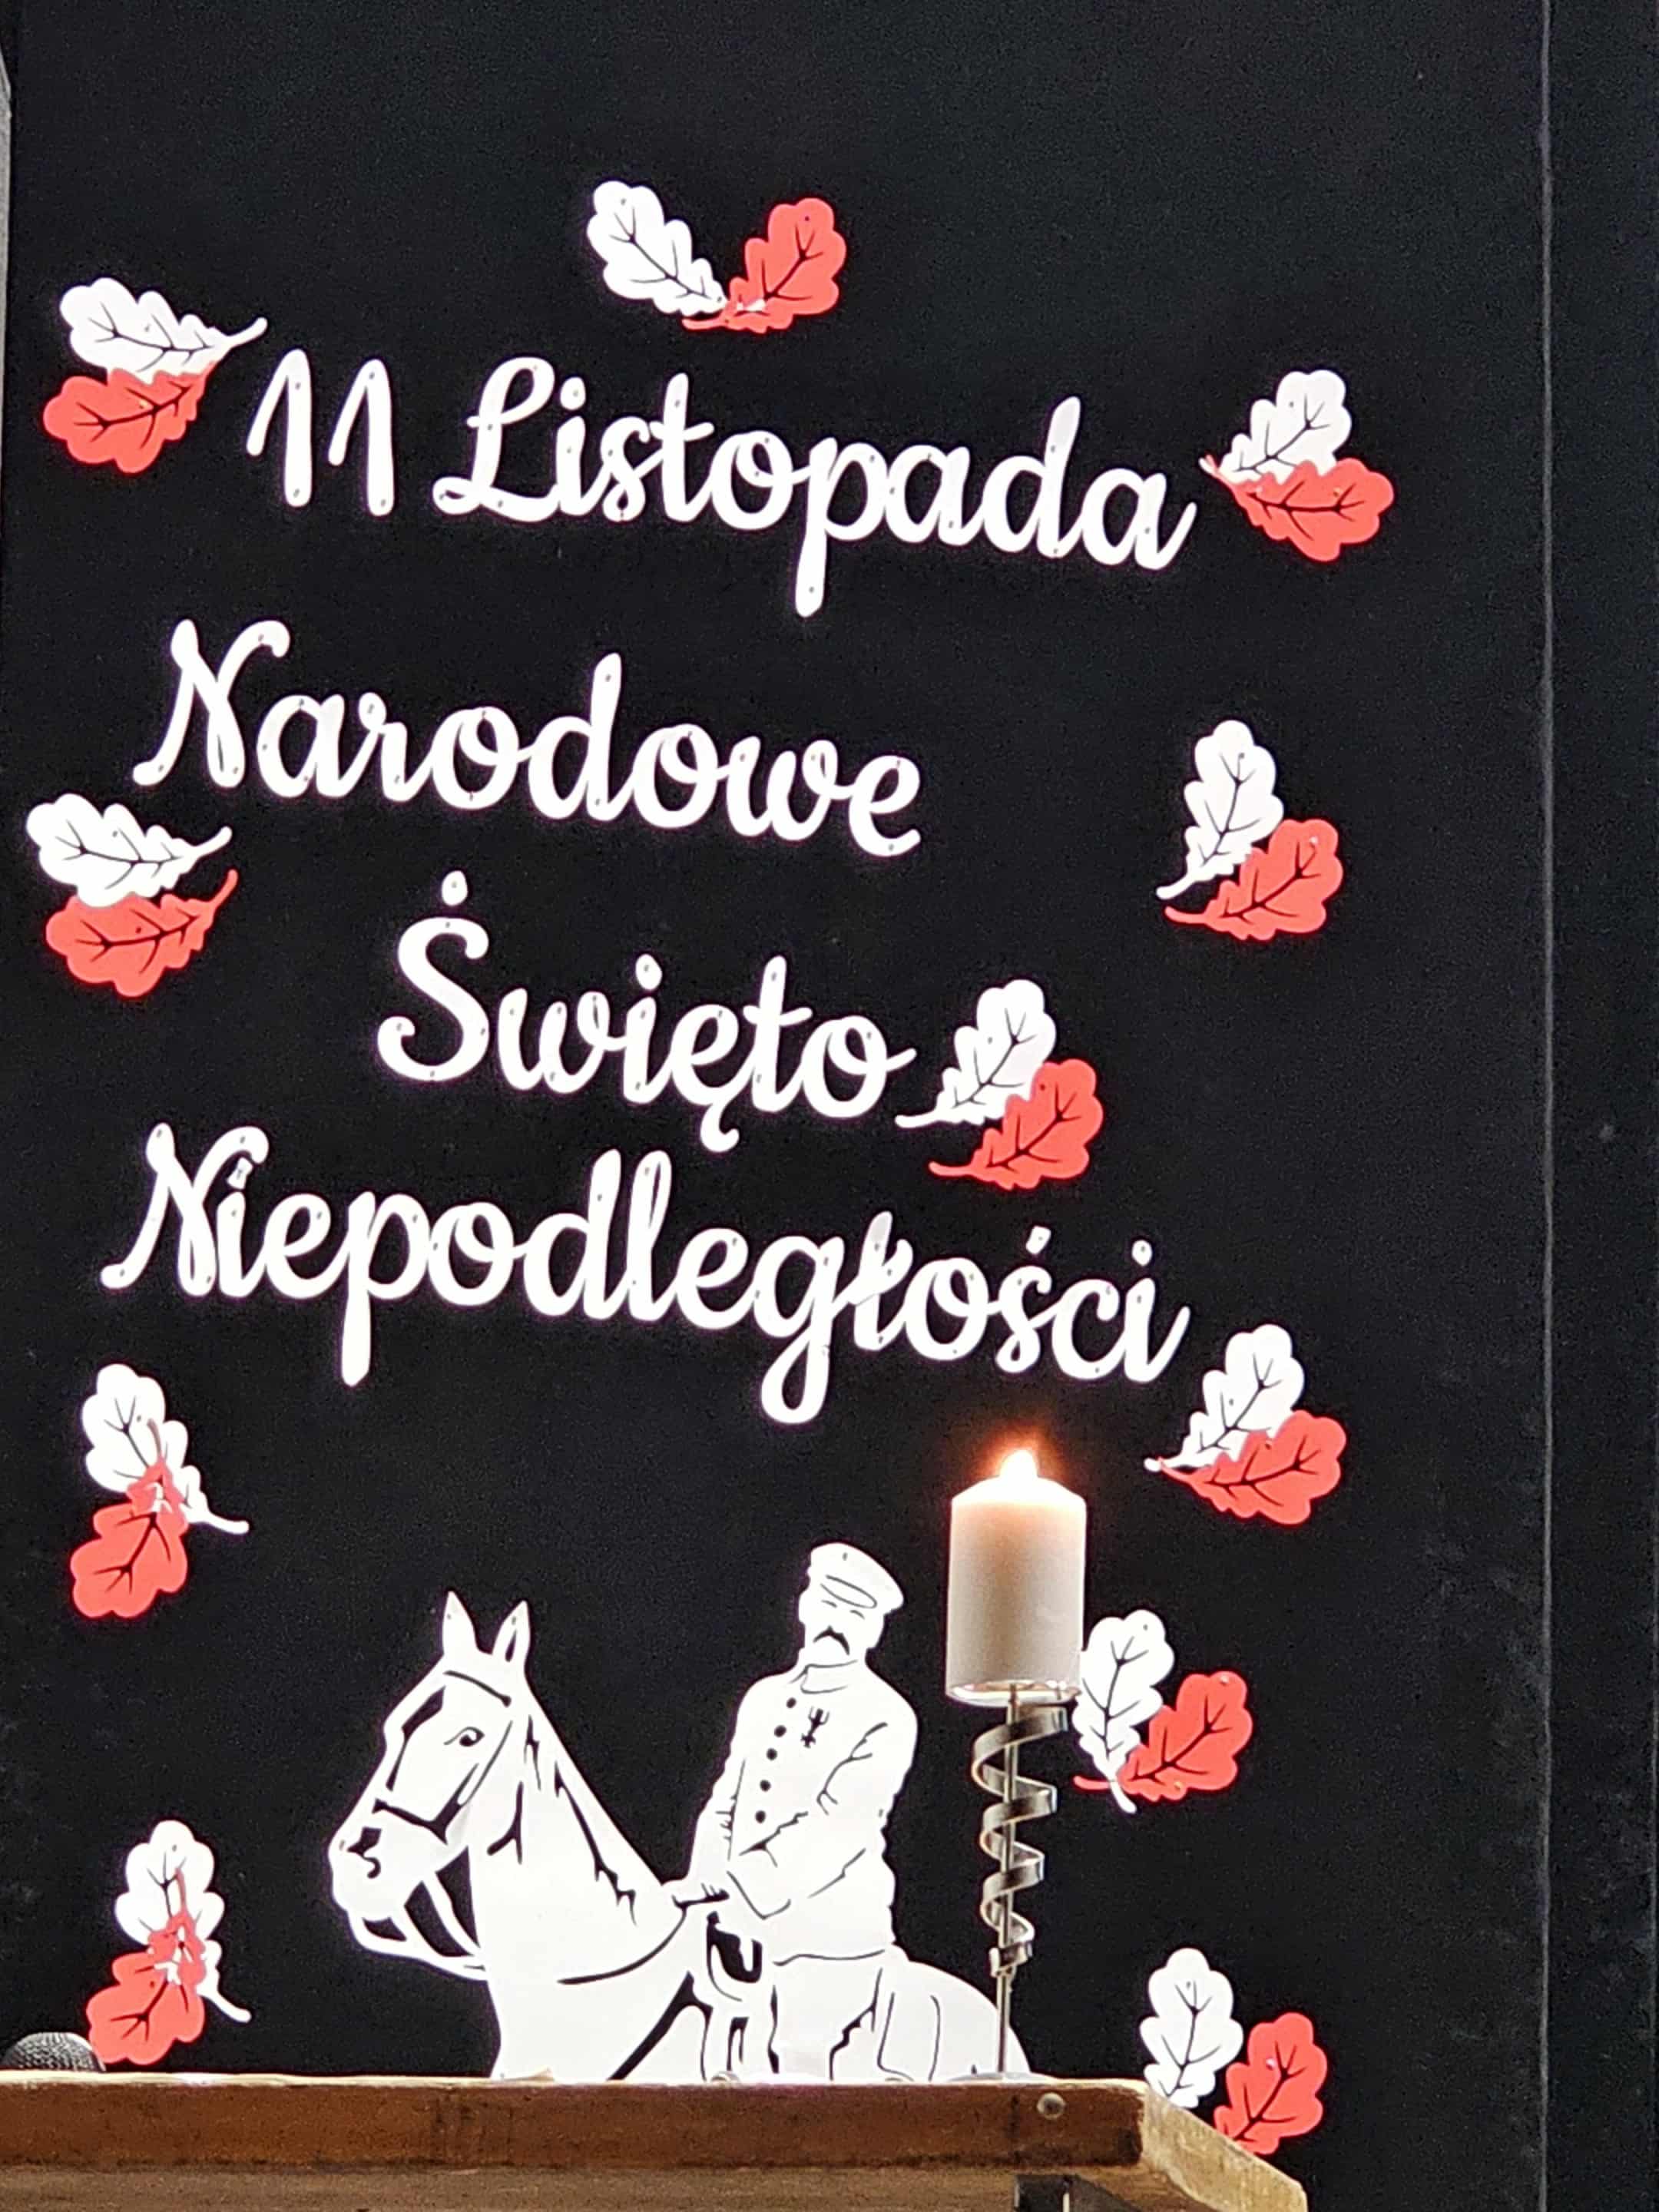 11 Listopada
Narodowe
Święto
Niepodległości